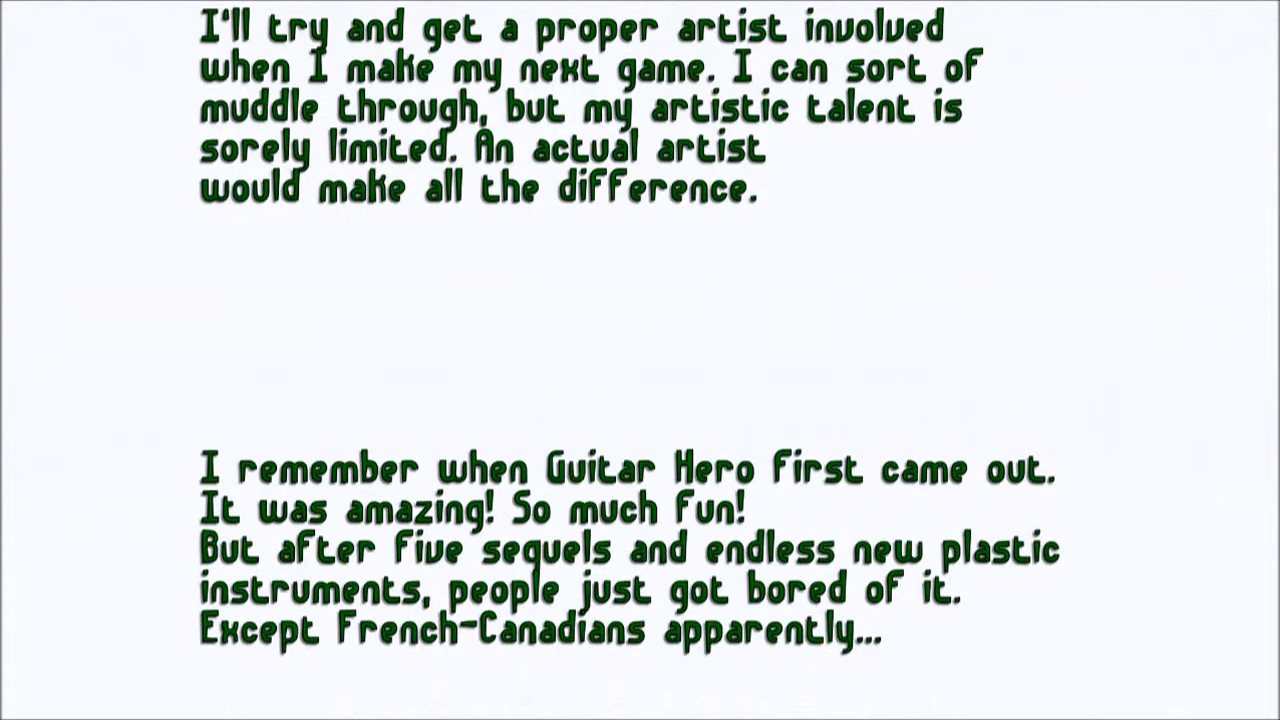 I'll try and get a proper artist involved
when I make my next game. I can sort of
muddle through, but my artistic talent is
sorely limited. An actual artist
would make all the difference.
I remember when Guitar Hero first came out.
It was amazing! So much fun!
But after five sequels and endless new plastic
instruments, people just got bored of it.
Except French-Canadians apparently...